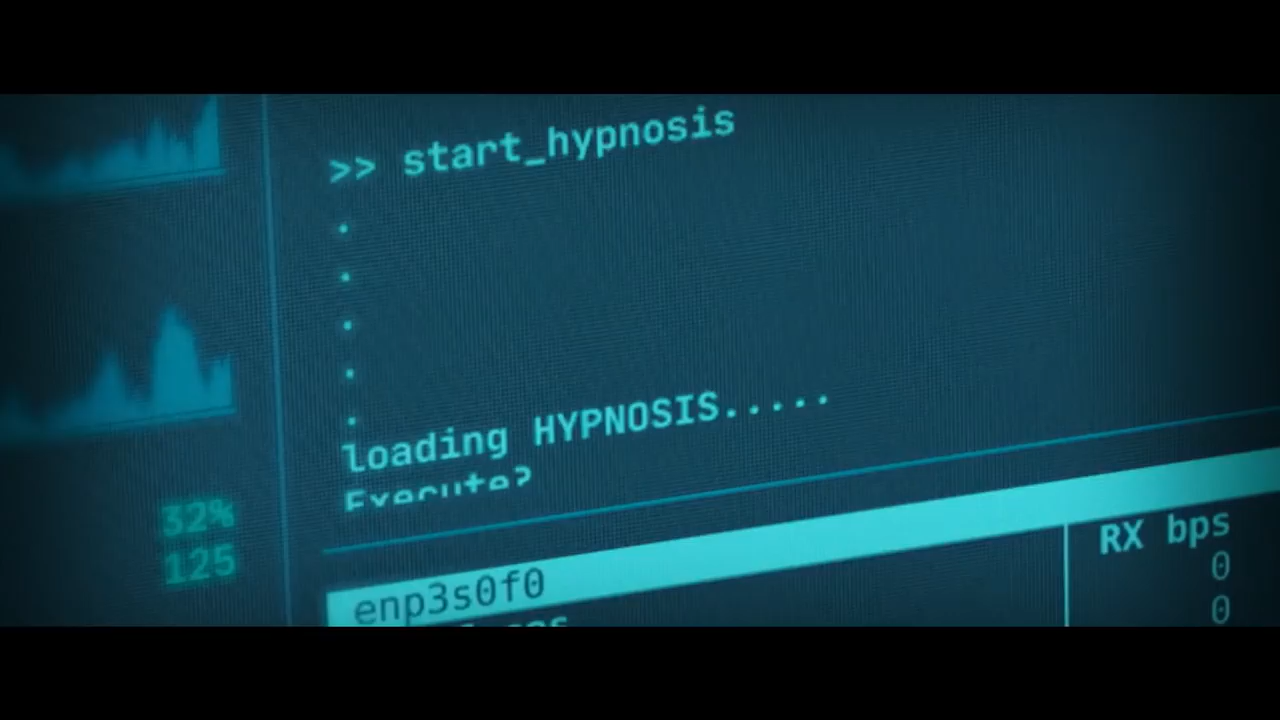 >> start_hypnosis
.
.
.
.
.
loading HYPNOSIS.....
Execute?
32%
125
enp3s0f0
RX bps
0
0